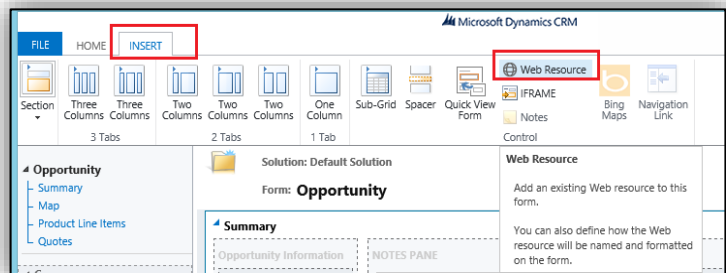 Microsoft Dynamics CRM
FILE HOME INSERT
Section
Three Columns
Three Columns
Two Columns
Two Columns
Two Columns
One Column
Sub-Grid
Spacer
Quick View Form
Web Resource
IFRAME
Notes
Bing Maps
Navigation Link
3 Tabs
2 Tabs
1 Tab
Control
Opportunity
Summary
Map
Product Line Items
Quotes
Solution: Default Solution
Form: Opportunity
Summary
Opportunity Information
NOTES PANE
Web Resource
Add an existing Web resource to this
form.
You can also define how the Web
resource will be named and formatted
on the form.